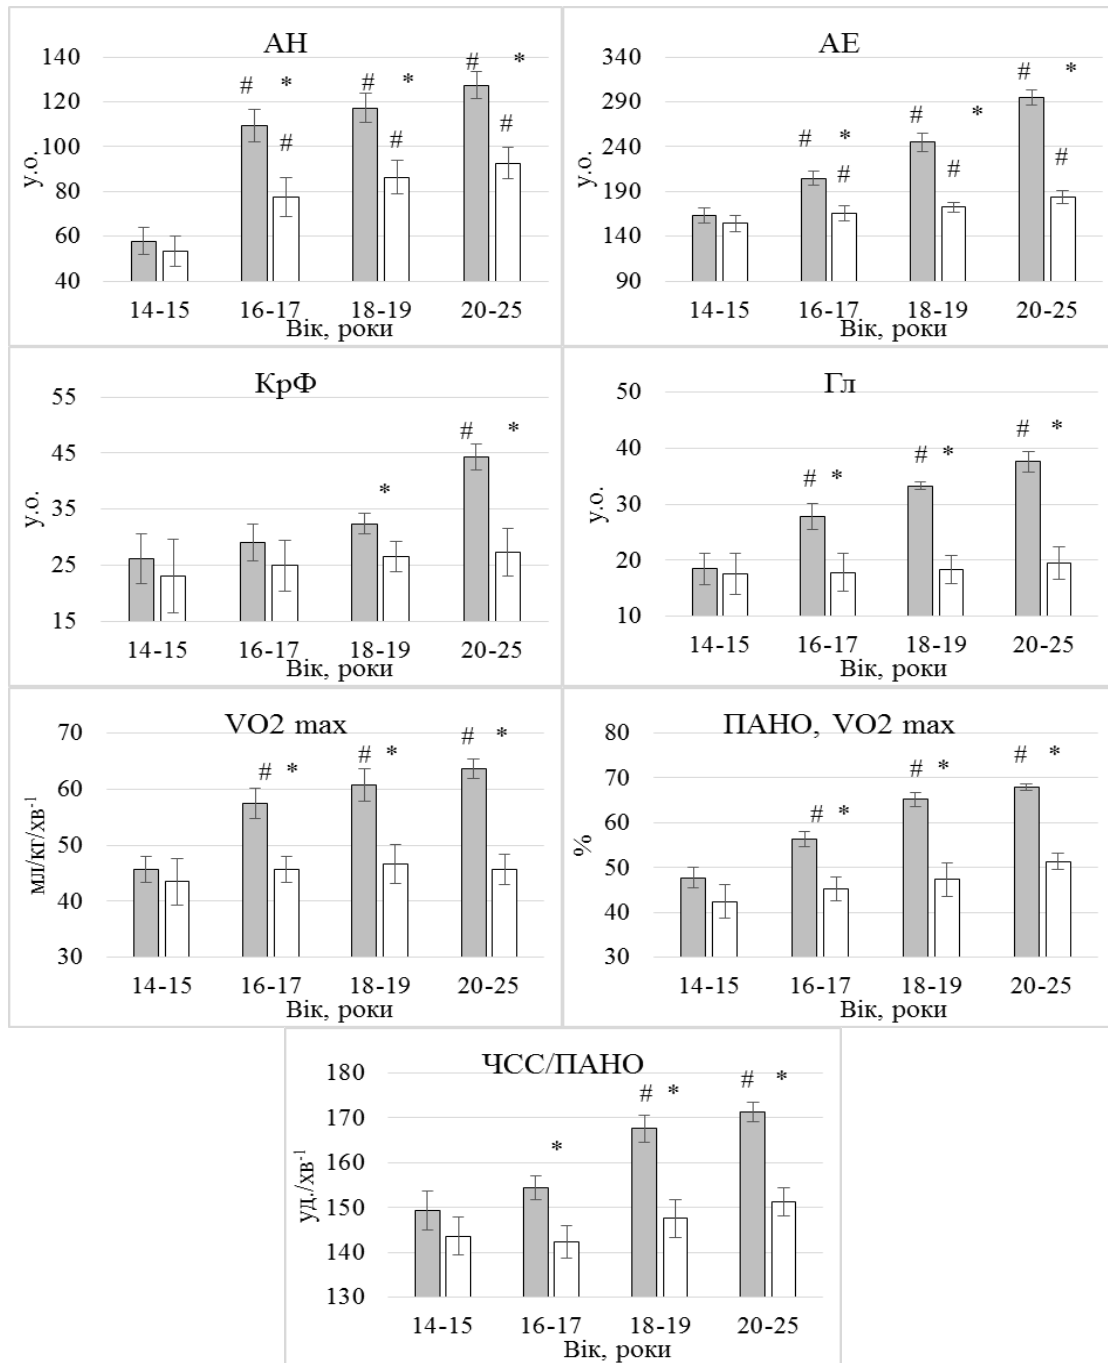 АН
140
120
100
80
60
40
у.о.
# * # * # *
# # #
14-15 16-17 18-19 20-25
Вік, роки
АЕ
340
290
240
190
140
90
у.о.
# * # * # *
# # #
14-15 16-17 18-19 20-25
Вік, роки
КрФ
55
45
35
25
15
у.о.
* # *
14-15 16-17 18-19 20-25
Вік, роки
Гл
50
40
30
20
10
у.о.
# * # * # *
14-15 16-17 18-19 20-25
Вік, роки
VO2 max
70
60
50
40
30
мл/кг/хв⁻¹
# * # * # *
14-15 16-17 18-19 20-25
Вік, роки
ПАНО, VO2 max
80
70
60
50
40
30
%
# * # * # *
14-15 16-17 18-19 20-25
Вік, роки
ЧСС/ПАНО
180
170
160
150
140
130
уд./хв⁻¹
* # * # *
14-15 16-17 18-19 20-25
Вік, роки